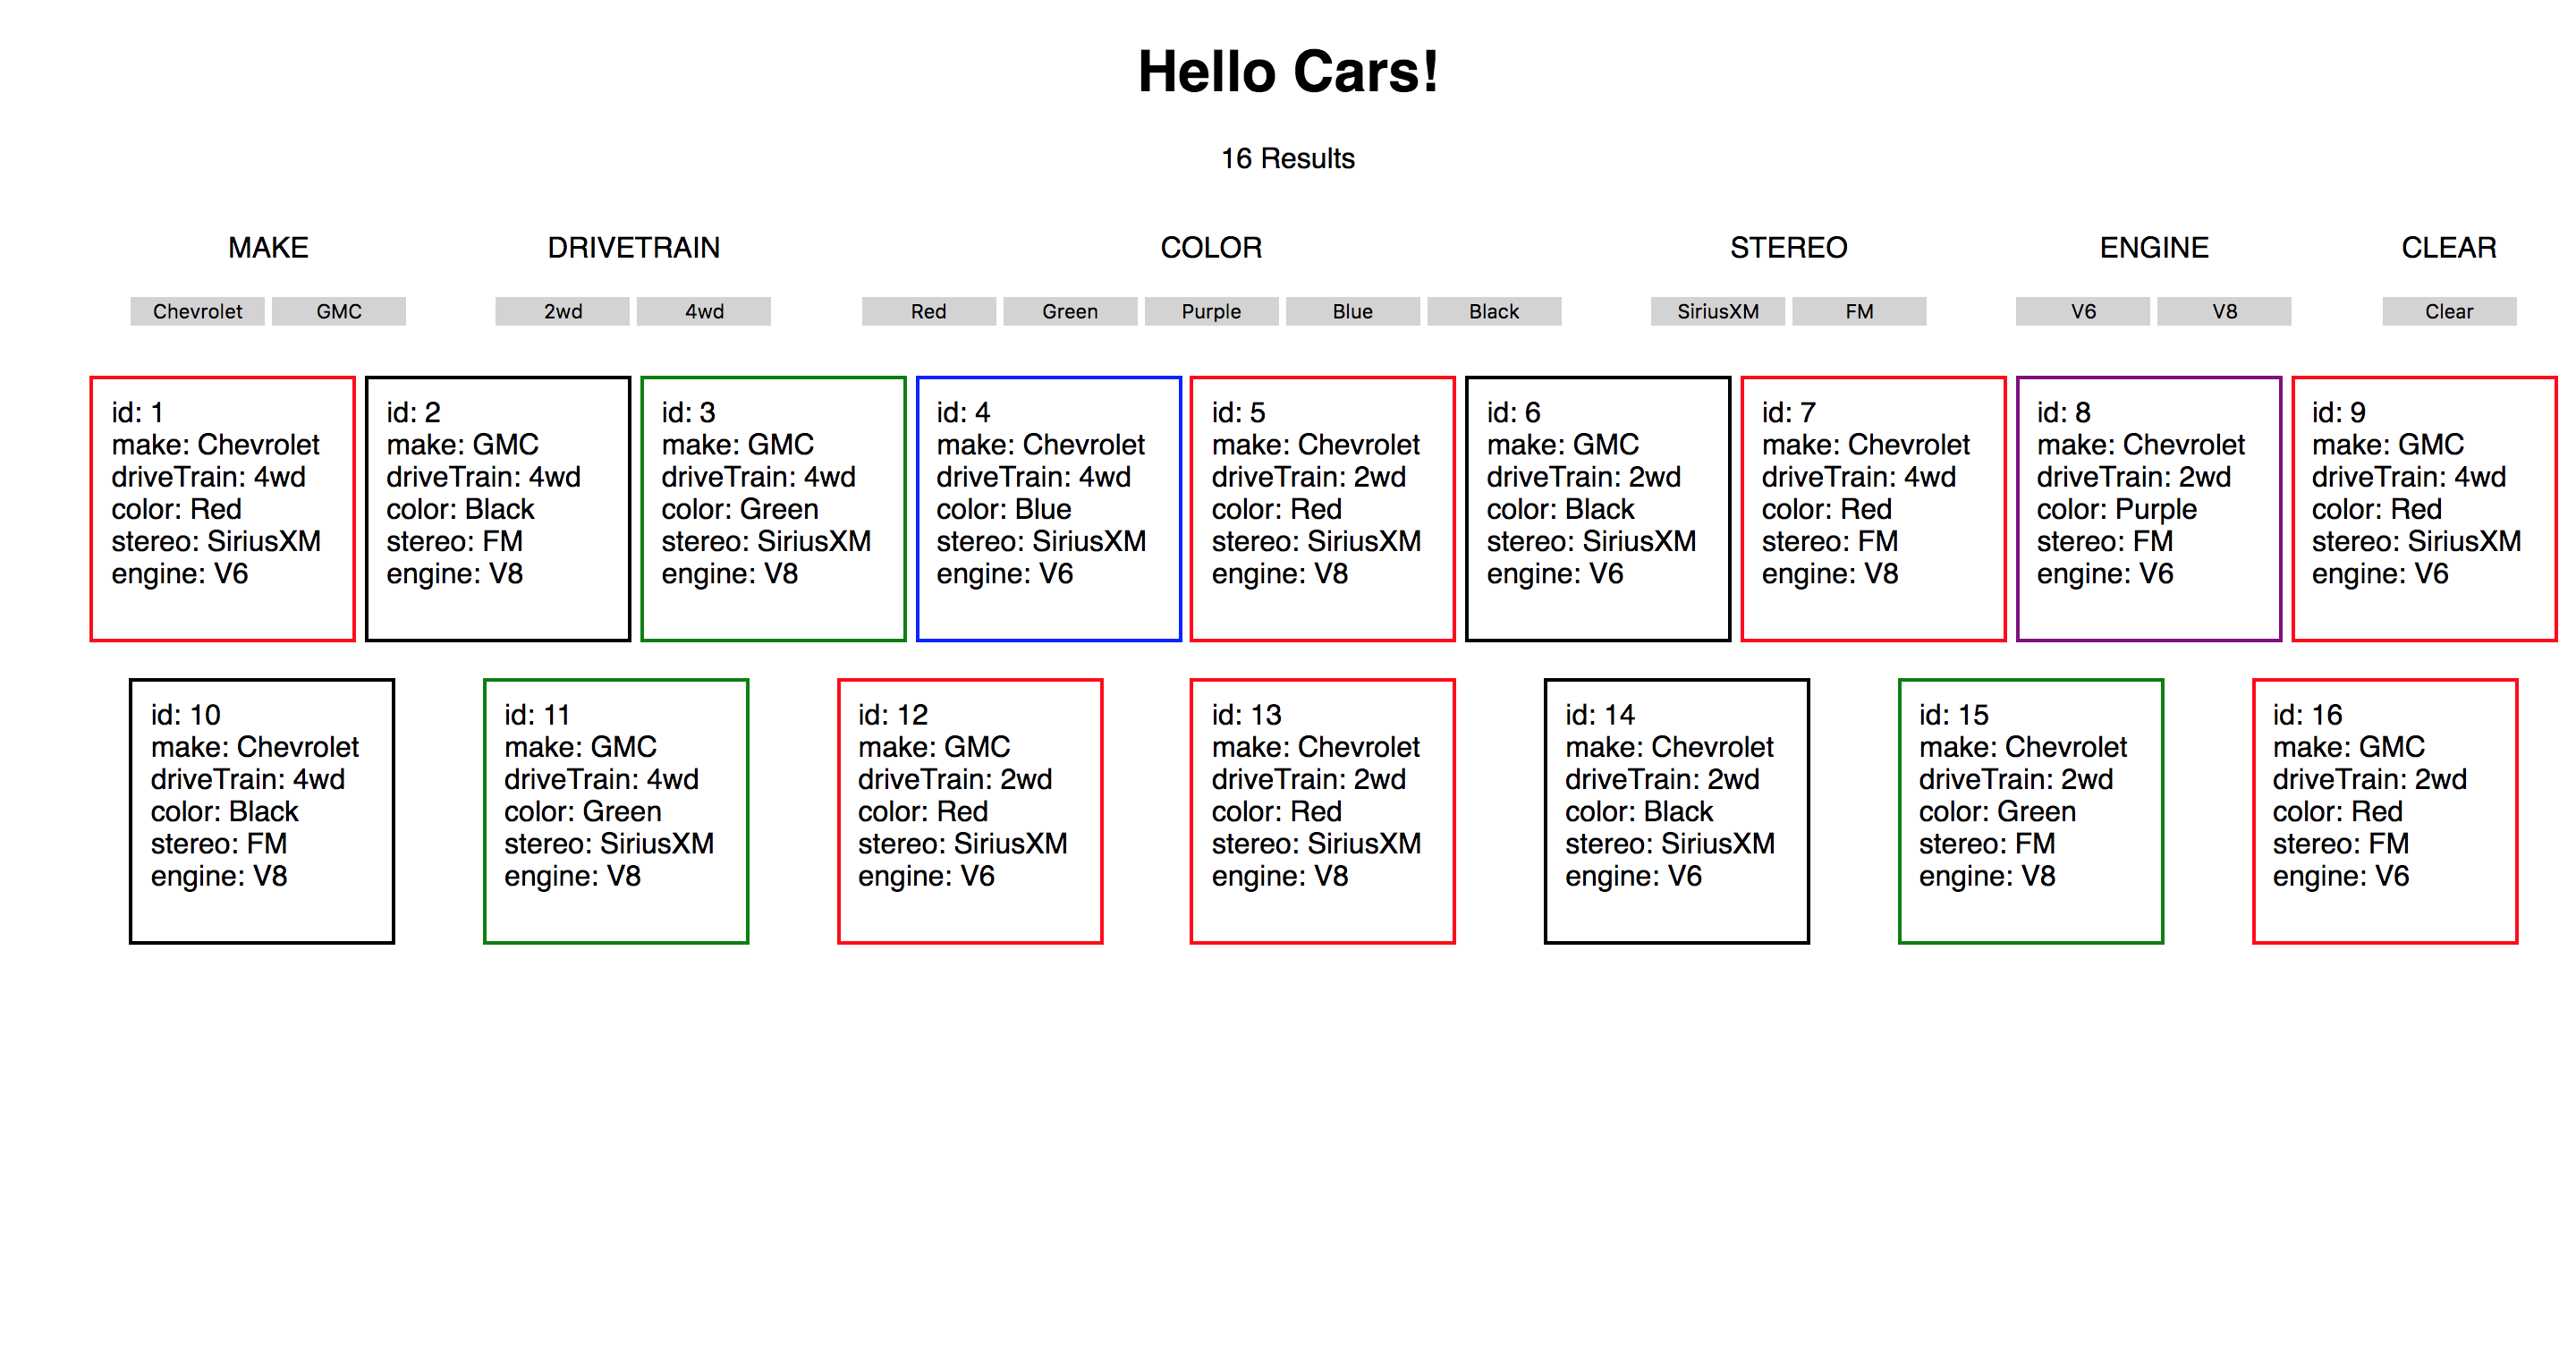 Hello Cars!
16 Results
MAKE
Chevrolet GMC
DRIVETRAIN
2wd 4wd
COLOR
Red Green Purple Blue Black
STEREO
SiriusXM FM
ENGINE
V6 V8
CLEAR
Clear
id: 1
make: Chevrolet
driveTrain: 4wd
color: Red
stereo: SiriusXM
engine: V6
id: 2
make: GMC
driveTrain: 4wd
color: Black
stereo: FM
engine: V8
id: 3
make: GMC
driveTrain: 4wd
color: Green
stereo: SiriusXM
engine: V8
id: 4
make: Chevrolet
driveTrain: 4wd
color: Blue
stereo: SiriusXM
engine: V6
id: 5
make: Chevrolet
driveTrain: 2wd
color: Red
stereo: SiriusXM
engine: V8
id: 6
make: GMC
driveTrain: 2wd
color: Black
stereo: SiriusXM
engine: V6
id: 7
make: Chevrolet
driveTrain: 4wd
color: Red
stereo: FM
engine: V8
id: 8
make: Chevrolet
driveTrain: 2wd
color: Purple
stereo: FM
engine: V6
id: 9
make: GMC
driveTrain: 4wd
color: Red
stereo: SiriusXM
engine: V6
id: 10
make: Chevrolet
driveTrain: 4wd
color: Black
stereo: FM
engine: V8
id: 11
make: GMC
driveTrain: 4wd
color: Green
stereo: SiriusXM
engine: V8
id: 12
make: GMC
driveTrain: 2wd
color: Red
stereo: SiriusXM
engine: V6
id: 13
make: Chevrolet
driveTrain: 2wd
color: Red
stereo: SiriusXM
engine: V8
id: 14
make: Chevrolet
driveTrain: 2wd
color: Black
stereo: SiriusXM
engine: V6
id: 15
make: Chevrolet
driveTrain: 2wd
color: Green
stereo: FM
engine: V8
id: 16
make: GMC
driveTrain: 2wd
color: Red
stereo: FM
engine: V6